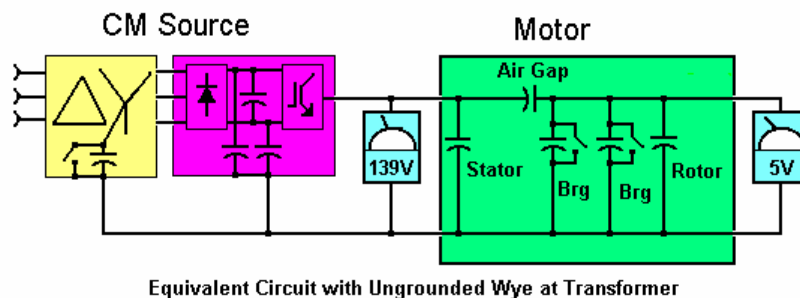 CM Source
Motor
Air Gap
139V
Stator
Brg
Brg
Rotor
5V
Equivalent Circuit with Ungrounded Wye at Transformer